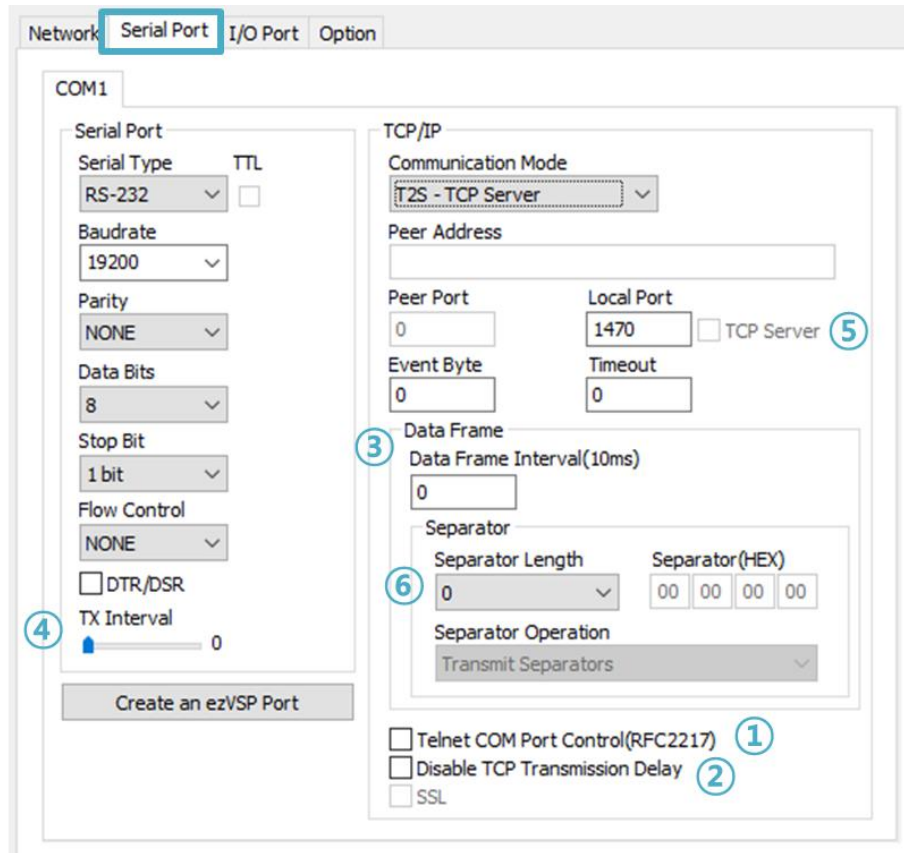 Network Serial Port I/O Port Option
COM1
Serial Port
Serial Type TTL
RS-232
Baudrate
19200
Parity
NONE
Data Bits
8
Stop Bit
1 bit
Flow Control
NONE
DTR/DSR
TX Interval
④ 0
Create an ezVSP Port
TCP/IP
Communication Mode
T2S - TCP Server
Peer Address
Peer Port Local Port
0 1470 TCP Server ⑤
Event Byte Timeout
0 0
Data Frame
③ Data Frame Interval(10ms)
0
Separator
Separator Length Separator(HEX)
⑥ 0 00 00 00 00
Separator Operation
Transmit Separators
Telnet COM Port Control(RFC2217) ①
Disable TCP Transmission Delay ②
SSL